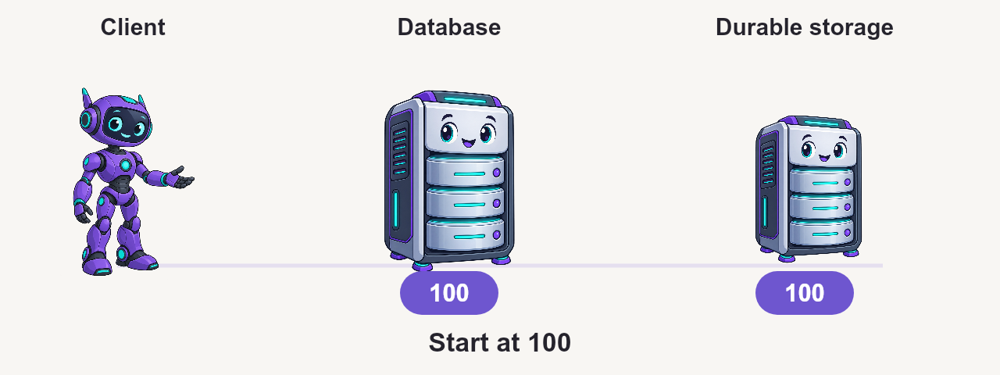 Client
Database
Durable storage
100
100
Start at 100